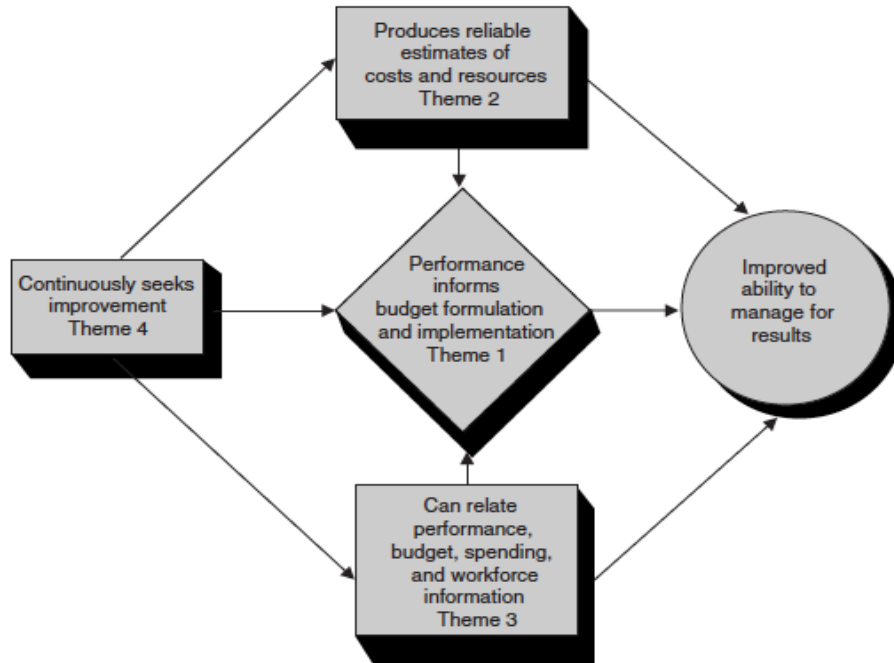 Produces reliable
estimates of
costs and resources
Theme 2
Continuously seeks
improvement
Theme 4
Performance
informs
budget formulation
and implementation
Theme 1
Improved
ability to
manage for
results
Can relate
performance,
budget, spending,
and workforce
information
Theme 3